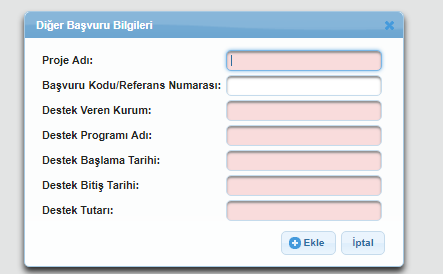 Diğer Başvuru Bilgileri
Proje Adı:
Başvuru Kodu/Referans Numarası:
Destek Veren Kurum:
Destek Programı Adı:
Destek Başlama Tarihi:
Destek Bitiş Tarihi:
Destek Tutarı:
Ekle İptal